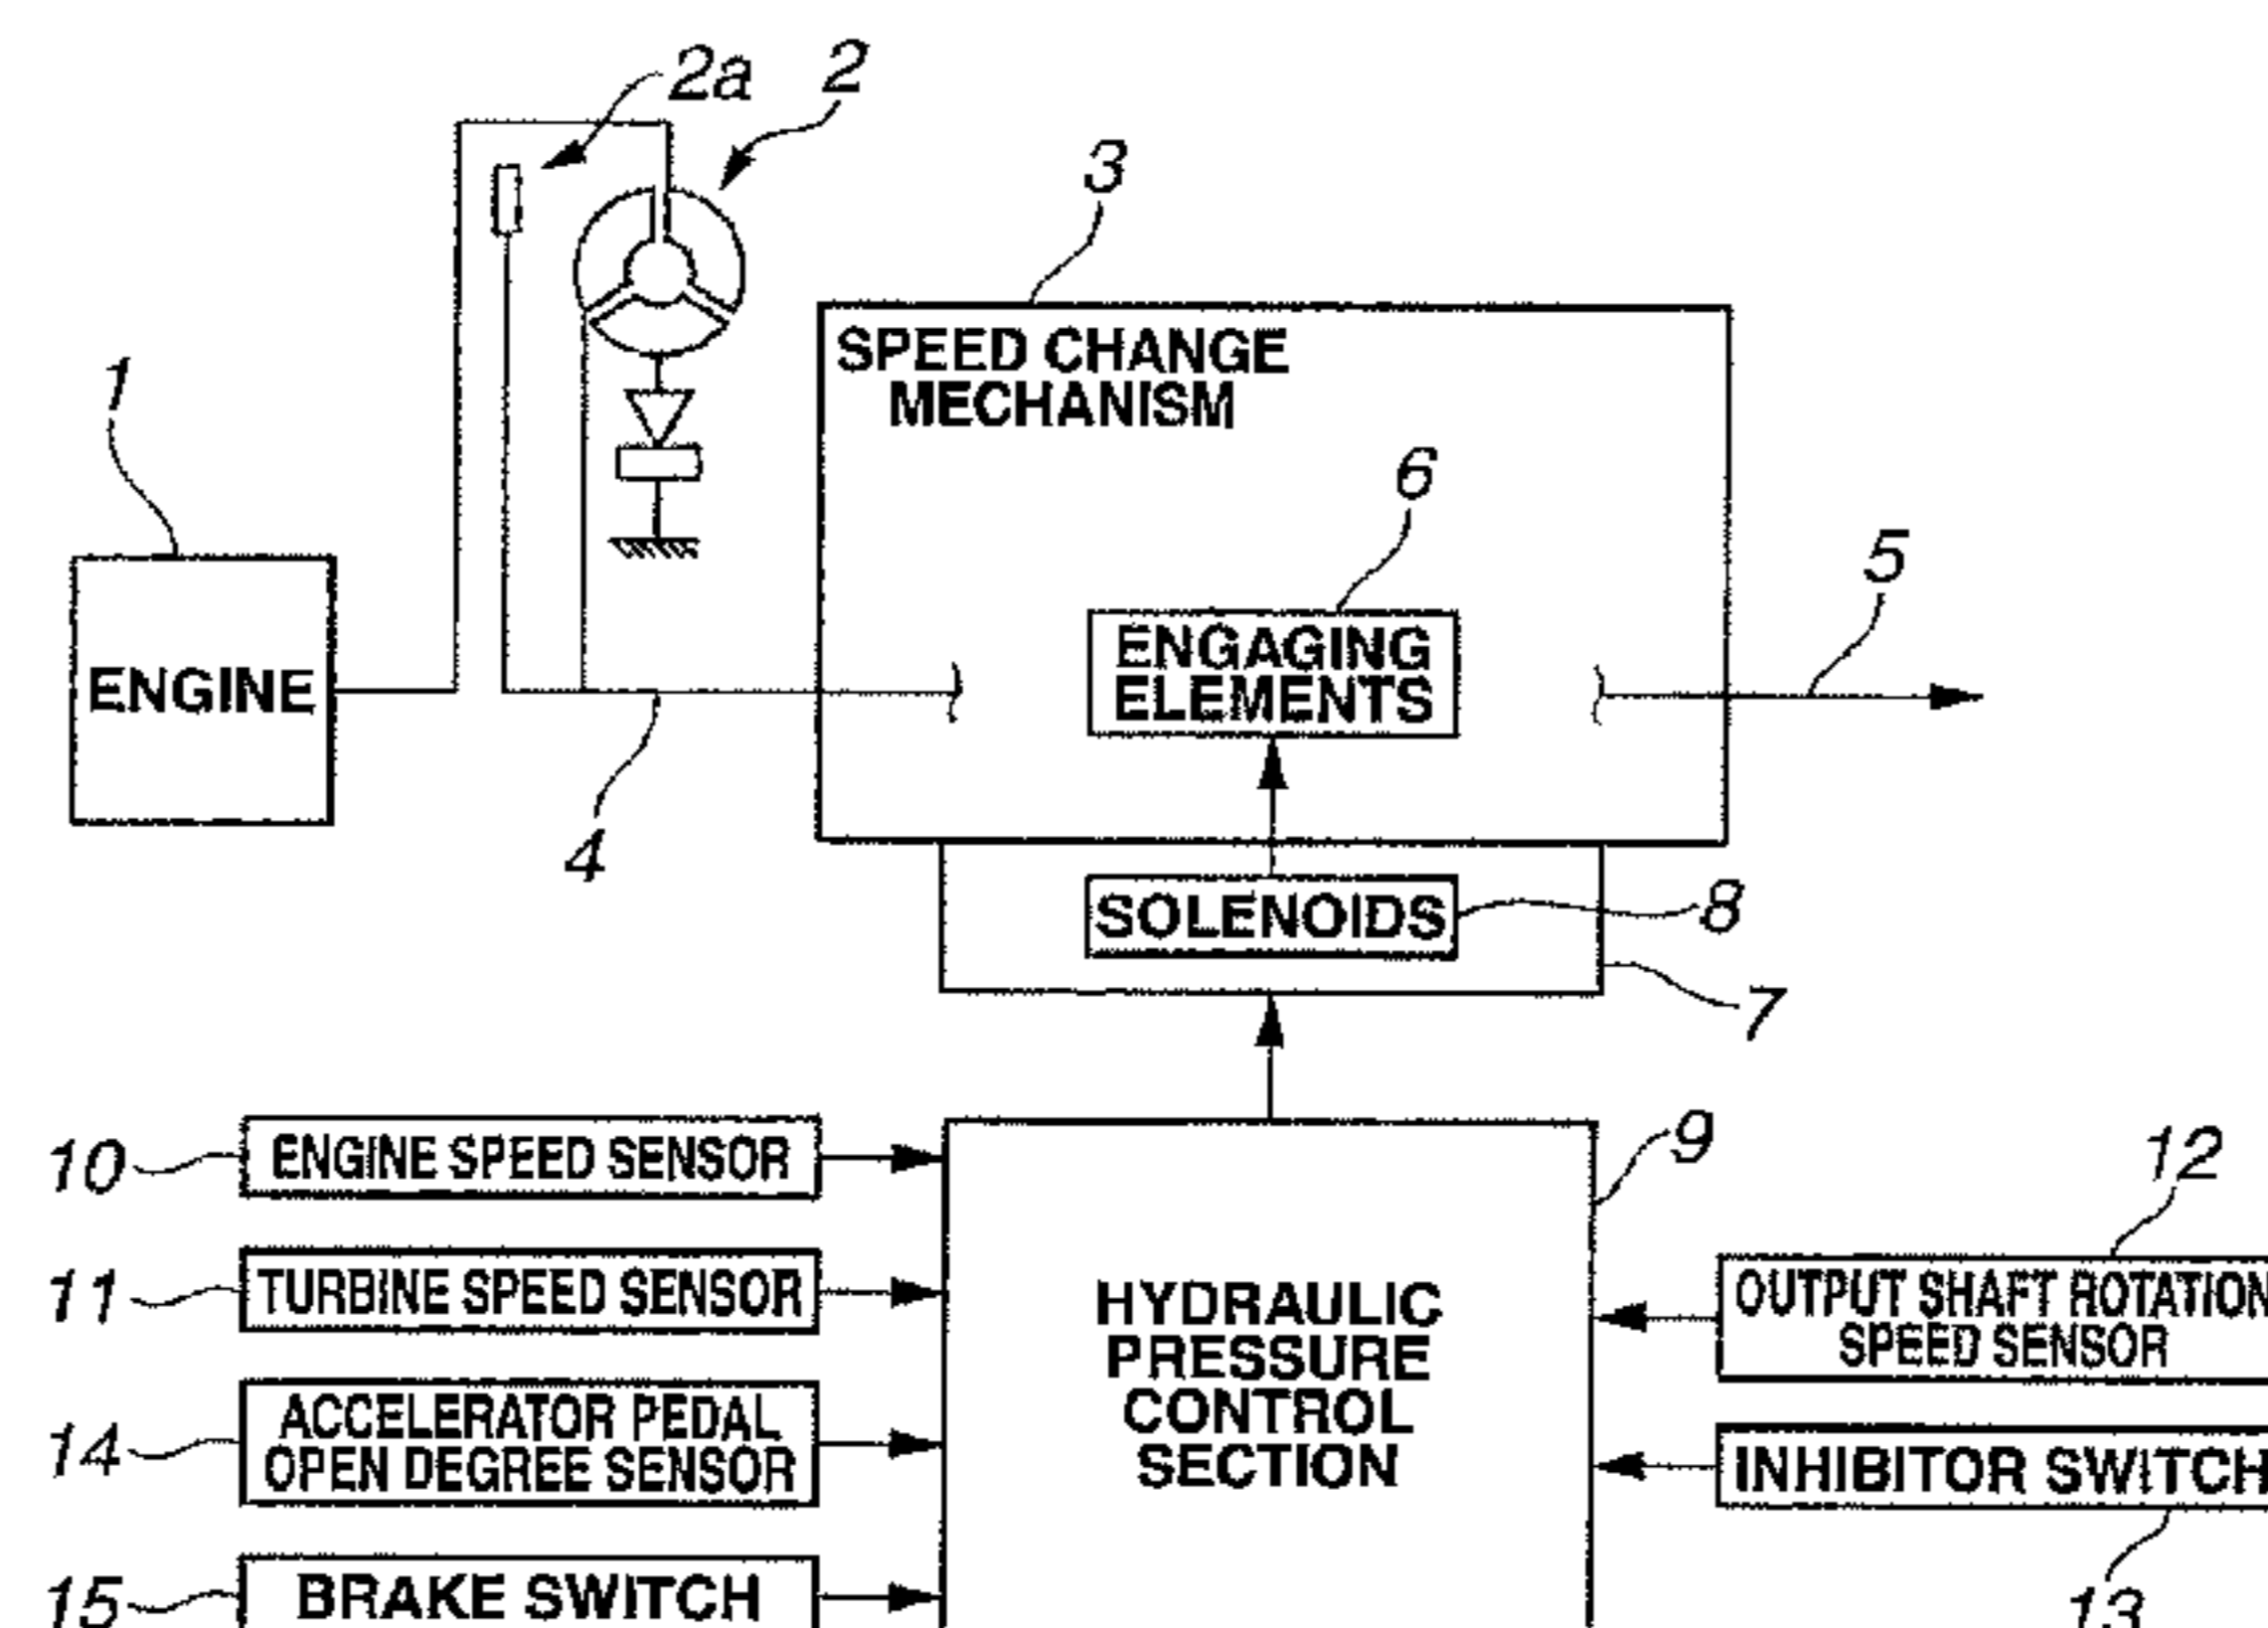 2a
2
3
SPEED CHANGE
MECHANISM
1
6
5
ENGINE
ENGAGING
ELEMENTS
4
SOLENOIDS
8
7
10
ENGINE SPEED SENSOR
9
12
11
TURBINE SPEED SENSOR
HYDRAULIC
PRESSURE
CONTROL
SECTION
OUTPUT SHAFT ROTATION
SPEED SENSOR
14
ACCELERATOR PEDAL
OPEN DEGREE SENSOR
INHIBITOR SWITCH
15
BRAKE SWITCH
13